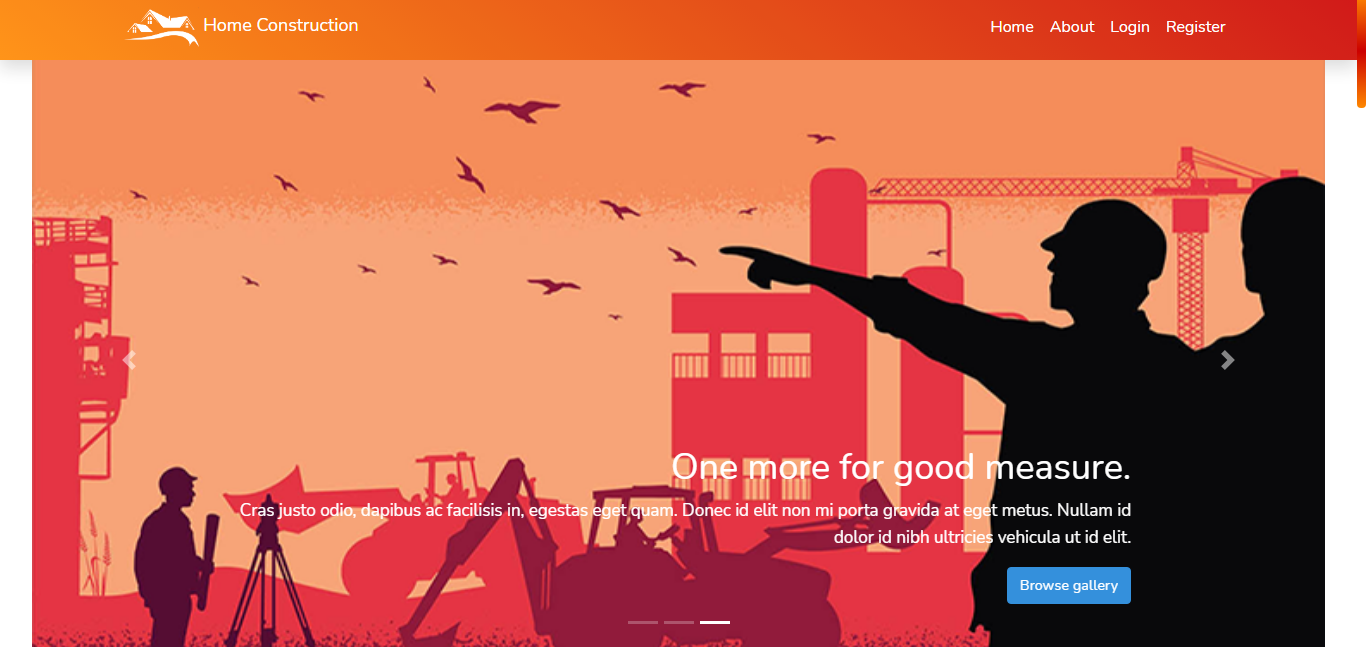 Home Construction
Home About Login Register
One more for good measure.
Cras justo odio, dapibus ac facilisis in, egestas eget quam. Donec id elit non mi porta gravida at eget metus. Nullam id
dolor id nibh ultricies vehicula ut id elit.
Browse gallery